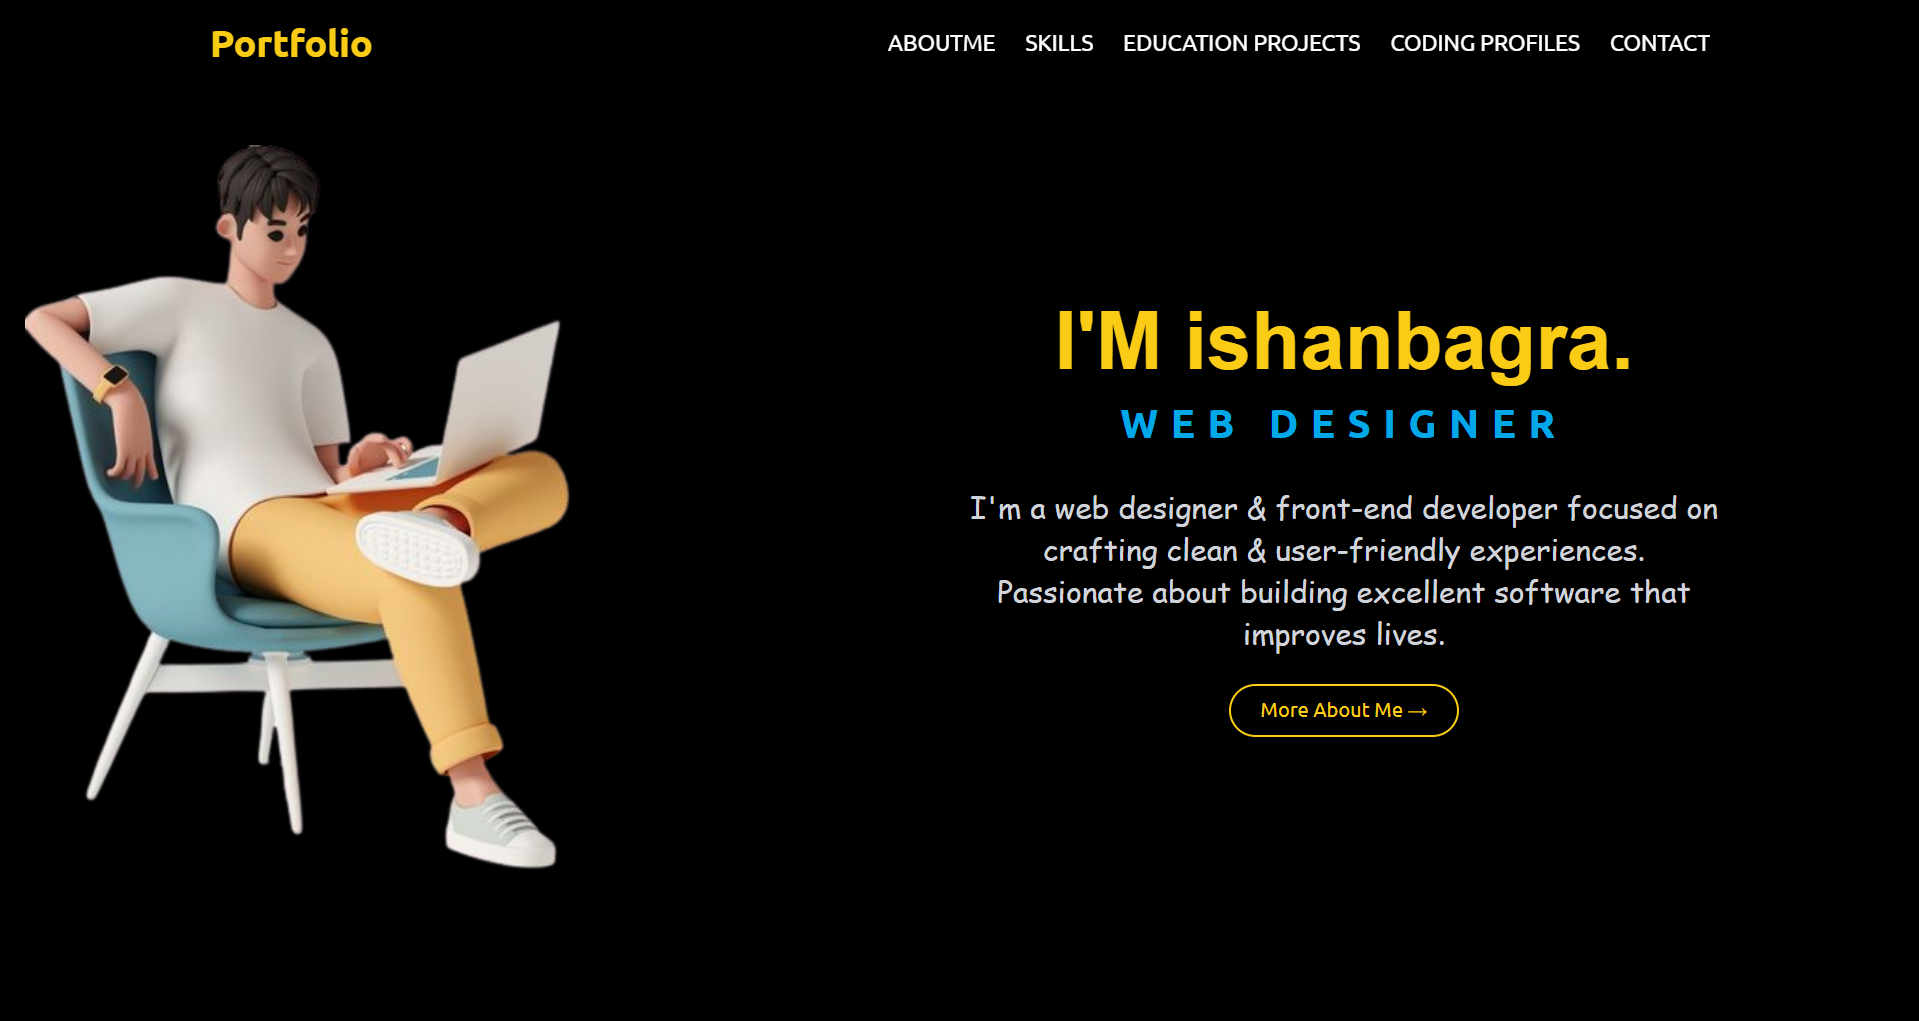 Portfolio
ABOUTME SKILLS EDUCATION PROJECTS CODING PROFILES CONTACT
I'M ishanbagra.
WEB DESIGNER
I'm a web designer & front-end developer focused on
crafting clean & user-friendly experiences.
Passionate about building excellent software that
improves lives.
More About Me →